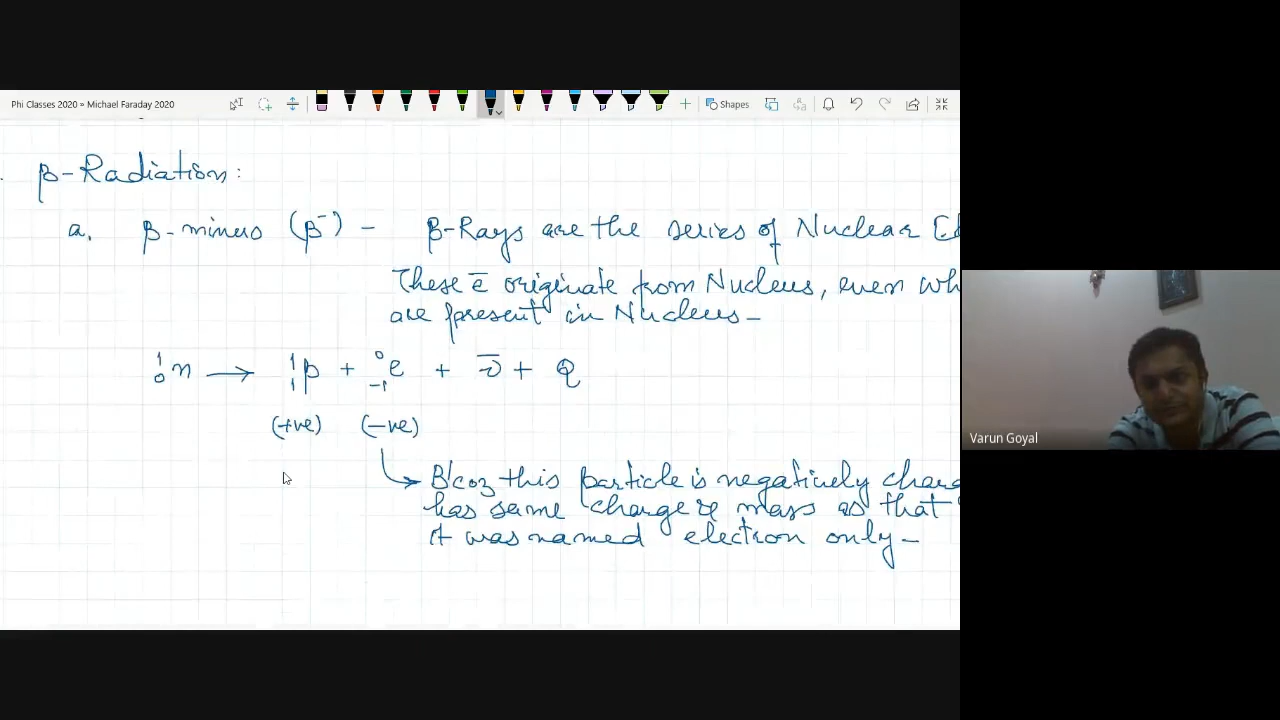 Phi Classes 2020 » Michael Faraday 2020
Shapes
β-Radiation:
a. β-minus (β⁻) – β-Rays are the series of Nuclear
These e̅ originate from Nucleus, even
are present in Nucleus –
¹₀n ⟶ ¹₁p + ⁰₋₁e + ν̅ + Q
(+ve) (–ve)
B'coz this particle is negatively
has same charge & mass as that
it was named electron only –
Varun Goyal